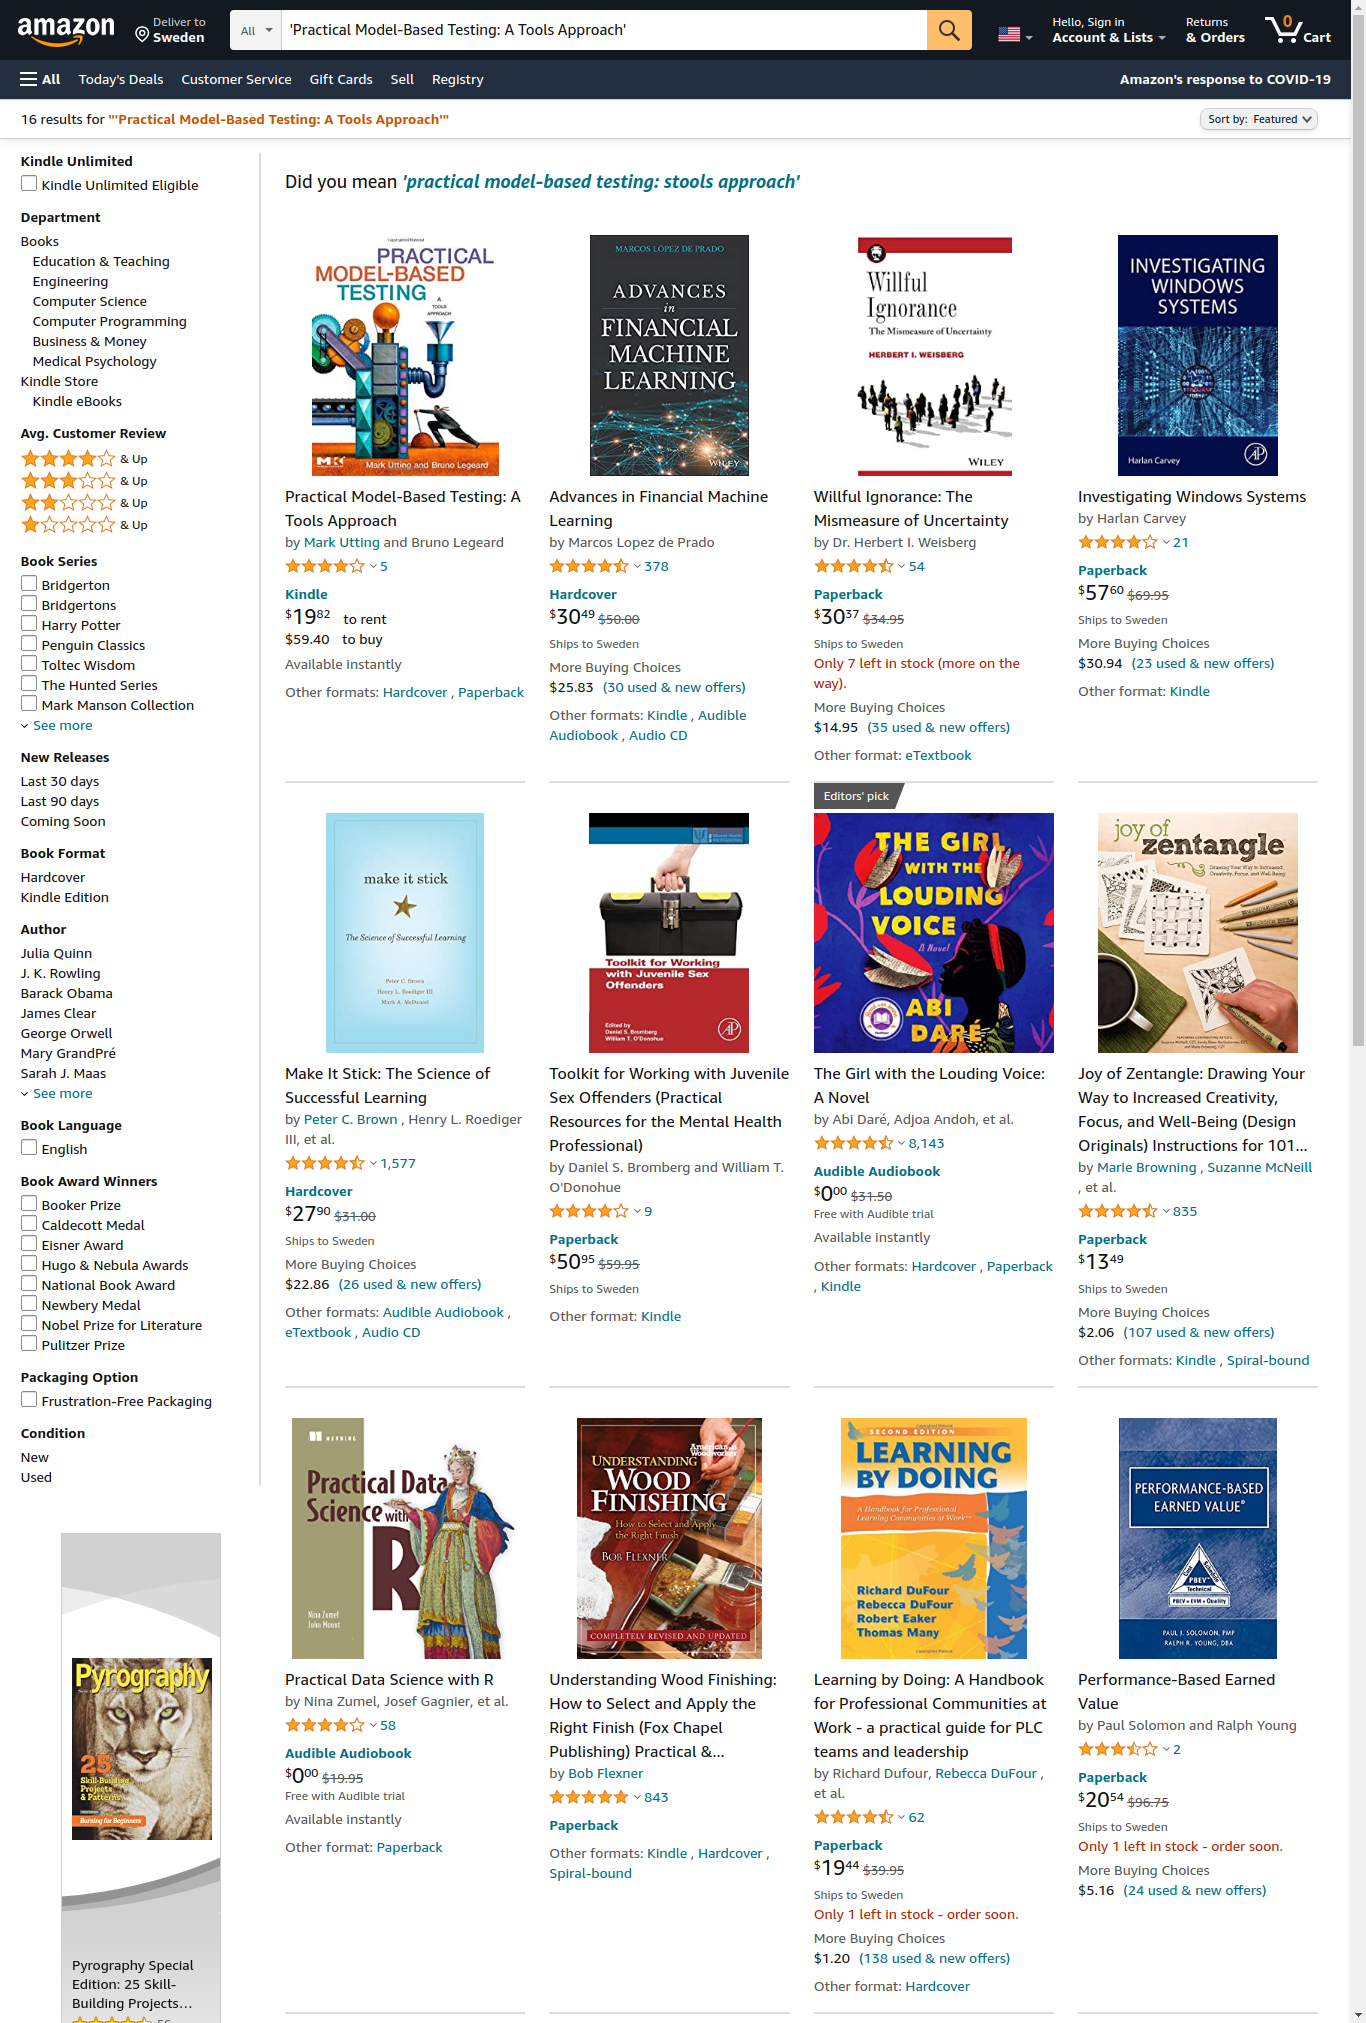 amazon
Deliver to
Sweden
All
'Practical Model-Based Testing: A Tools Approach'
Hello, Sign in
Account & Lists
Returns
& Orders
0
Cart
All
Today's Deals
Customer Service
Gift Cards
Sell
Registry
Amazon's response to COVID-19
16 results for "'Practical Model-Based Testing: A Tools Approach'"
Sort by: Featured
Kindle Unlimited
Kindle Unlimited Eligible
Department
Books
Education & Teaching
Engineering
Computer Science
Computer Programming
Business & Money
Medical Psychology
Kindle Store
Kindle eBooks
Avg. Customer Review
& Up
& Up
& Up
& Up
Book Series
Bridgerton
Bridgertons
Harry Potter
Penguin Classics
Toltec Wisdom
The Hunted Series
Mark Manson Collection
See more
New Releases
Last 30 days
Last 90 days
Coming Soon
Book Format
Hardcover
Kindle Edition
Author
Julia Quinn
J. K. Rowling
Barack Obama
James Clear
George Orwell
Mary GrandPré
Sarah J. Maas
See more
Book Language
English
Book Award Winners
Booker Prize
Caldecott Medal
Eisner Award
Hugo & Nebula Awards
National Book Award
Newbery Medal
Nobel Prize for Literature
Pulitzer Prize
Packaging Option
Frustration-Free Packaging
Condition
New
Used
Pyrography
25
Skill-Building
Projects
& Patterns
Burning for Beginners
Pyrography Special
Edition: 25 Skill-
Building Projects…
Did you mean 'practical model-based testing: stools approach'
PRACTICAL
MODEL-BASED
TESTING
A
TOOLS
APPROACH
MK
Mark Utting and Bruno Legeard
Practical Model-Based Testing: A
Tools Approach
by Mark Utting and Bruno Legeard
5
Kindle
$19.82 to rent
$59.40 to buy
Available instantly
Other formats: Hardcover , Paperback
MARCOS LÓPEZ DE PRADO
ADVANCES
in
FINANCIAL
MACHINE
LEARNING
WILEY
Advances in Financial Machine
Learning
by Marcos Lopez de Prado
378
Hardcover
$30.49 $50.00
Ships to Sweden
More Buying Choices
$25.83 (30 used & new offers)
Other formats: Kindle , Audible
Audiobook , Audio CD
Willful
Ignorance
The Mismeasure of Uncertainty
HERBERT I. WEISBERG
WILEY
Willful Ignorance: The
Mismeasure of Uncertainty
by Dr. Herbert I. Weisberg
54
Paperback
$30.37 $34.95
Ships to Sweden
Only 7 left in stock (more on the
way).
More Buying Choices
$14.95 (35 used & new offers)
Other format: eTextbook
INVESTIGATING
WINDOWS
SYSTEMS
Harlan Carvey
AP
Investigating Windows Systems
by Harlan Carvey
21
Paperback
$57.60 $69.95
Ships to Sweden
More Buying Choices
$30.94 (23 used & new offers)
Other format: Kindle
make it stick
The Science of Successful Learning
Peter C. Brown
Henry L. Roediger III
Mark A. McDaniel
Make It Stick: The Science of
Successful Learning
by Peter C. Brown , Henry L. Roediger
III, et al.
1,577
Hardcover
$27.90 $31.00
Ships to Sweden
More Buying Choices
$22.86 (26 used & new offers)
Other formats: Audible Audiobook ,
eTextbook , Audio CD
Toolkit for Working
with Juvenile Sex
Offenders
Edited by
Daniel S. Bromberg
William T. O'Donohue
AP
Toolkit for Working with Juvenile
Sex Offenders (Practical
Resources for the Mental Health
Professional)
by Daniel S. Bromberg and William T.
O'Donohue
9
Paperback
$50.95 $59.95
Ships to Sweden
Other format: Kindle
Editors' pick
THE GIRL
WITH THE
LOUDING
VOICE
A Novel
ABI
DARÉ
The Girl with the Louding Voice:
A Novel
by Abi Daré, Adjoa Andoh, et al.
8,143
Audible Audiobook
$0.00 $31.50
Free with Audible trial
Available instantly
Other formats: Hardcover , Paperback
, Kindle
joy of
zentangle
Drawing Your Way to Increased
Creativity, Focus, and Well-Being
Joy of Zentangle: Drawing Your
Way to Increased Creativity,
Focus, and Well-Being (Design
Originals) Instructions for 101...
by Marie Browning , Suzanne McNeill
, et al.
835
Paperback
$13.49
Ships to Sweden
More Buying Choices
$2.06 (107 used & new offers)
Other formats: Kindle , Spiral-bound
MANNING
Practical Data
Science with
R
Nina Zumel
John Mount
Practical Data Science with R
by Nina Zumel, Josef Gagnier, et al.
58
Audible Audiobook
$0.00 $19.95
Free with Audible trial
Available instantly
Other format: Paperback
American
Woodworker
UNDERSTANDING
WOOD
FINISHING
How to Select and Apply
the Right Finish
BOB FLEXNER
COMPLETELY REVISED AND UPDATED
Understanding Wood Finishing:
How to Select and Apply the
Right Finish (Fox Chapel
Publishing) Practical &...
by Bob Flexner
843
Paperback
Other formats: Kindle , Hardcover ,
Spiral-bound
SECOND EDITION
LEARNING
BY DOING
A Handbook for Professional
Learning Communities at Work™
Richard DuFour
Rebecca DuFour
Robert Eaker
Thomas Many
Learning by Doing: A Handbook
for Professional Communities at
Work - a practical guide for PLC
teams and leadership
by Richard Dufour, Rebecca DuFour ,
et al.
62
Paperback
$19.44 $39.95
Ships to Sweden
Only 1 left in stock - order soon.
More Buying Choices
$1.20 (138 used & new offers)
Other format: Hardcover
PERFORMANCE-BASED
EARNED VALUE®
PBEV
Technical
PBEV = EVM + Quality
PAUL J. SOLOMON, PMP
RALPH R. YOUNG, DBA
Performance-Based Earned
Value
by Paul Solomon and Ralph Young
2
Paperback
$20.54 $96.75
Ships to Sweden
Only 1 left in stock - order soon.
More Buying Choices
$5.16 (24 used & new offers)